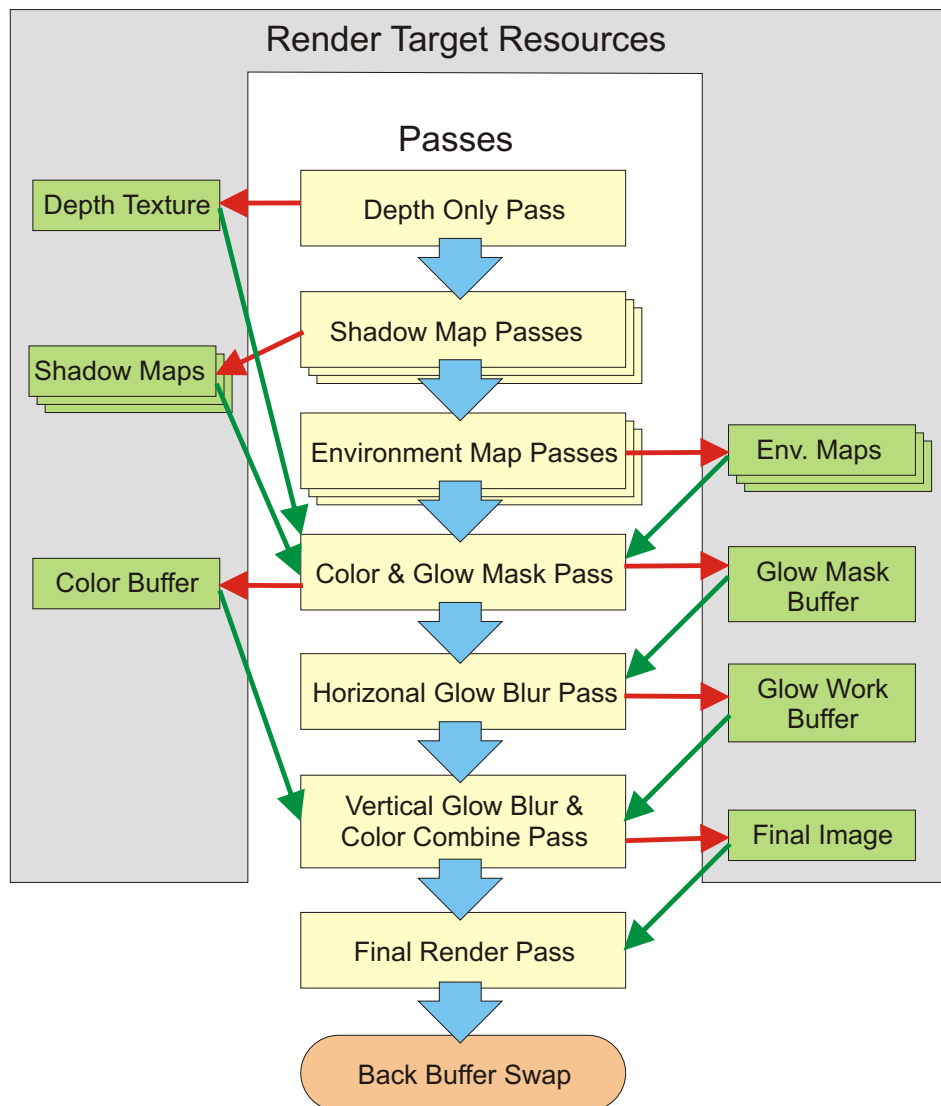 Render Target Resources
Passes
Depth Texture
Depth Only Pass
Shadow Map Passes
Shadow Maps
Environment Map Passes
Env. Maps
Color & Glow Mask Pass
Color Buffer
Glow Mask
Buffer
Horizonal Glow Blur Pass
Glow Work
Buffer
Vertical Glow Blur &
Color Combine Pass
Final Image
Final Render Pass
Back Buffer Swap